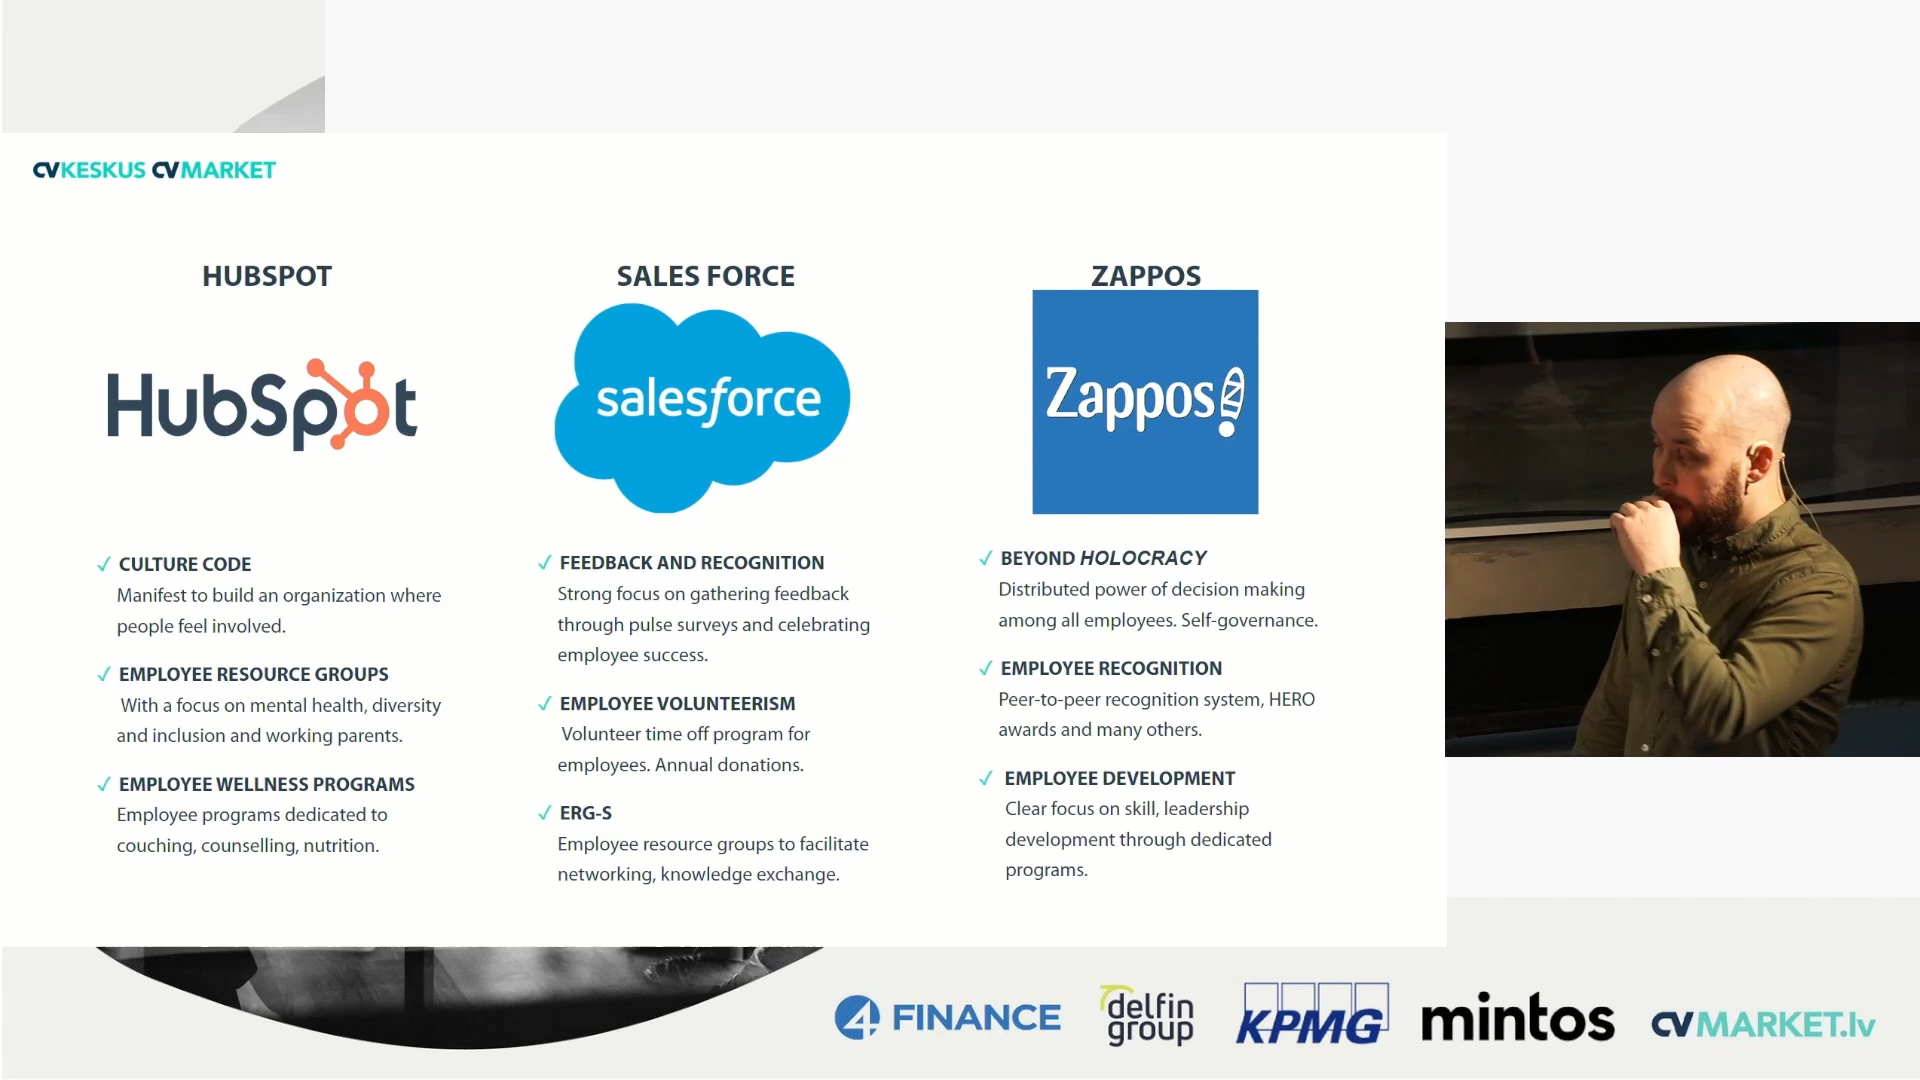 CVKESKUS CVMARKET
HUBSPOT
HubSpot
✓ CULTURE CODE
Manifest to build an organization where
people feel involved.
✓ EMPLOYEE RESOURCE GROUPS
With a focus on mental health, diversity
and inclusion and working parents.
✓ EMPLOYEE WELLNESS PROGRAMS
Employee programs dedicated to
couching, counselling, nutrition.
SALES FORCE
salesforce
✓ FEEDBACK AND RECOGNITION
Strong focus on gathering feedback
through pulse surveys and celebrating
employee success.
✓ EMPLOYEE VOLUNTEERISM
Volunteer time off program for
employees. Annual donations.
✓ ERG-S
Employee resource groups to facilitate
networking, knowledge exchange.
ZAPPOS
Zappos!
✓ BEYOND HOLOCRACY
Distributed power of decision making
among all employees. Self-governance.
✓ EMPLOYEE RECOGNITION
Peer-to-peer recognition system, HERO
awards and many others.
✓ EMPLOYEE DEVELOPMENT
Clear focus on skill, leadership
development through dedicated
programs.
4 FINANCE
delfin
group
KPMG
mintos
CVMARKET.lv